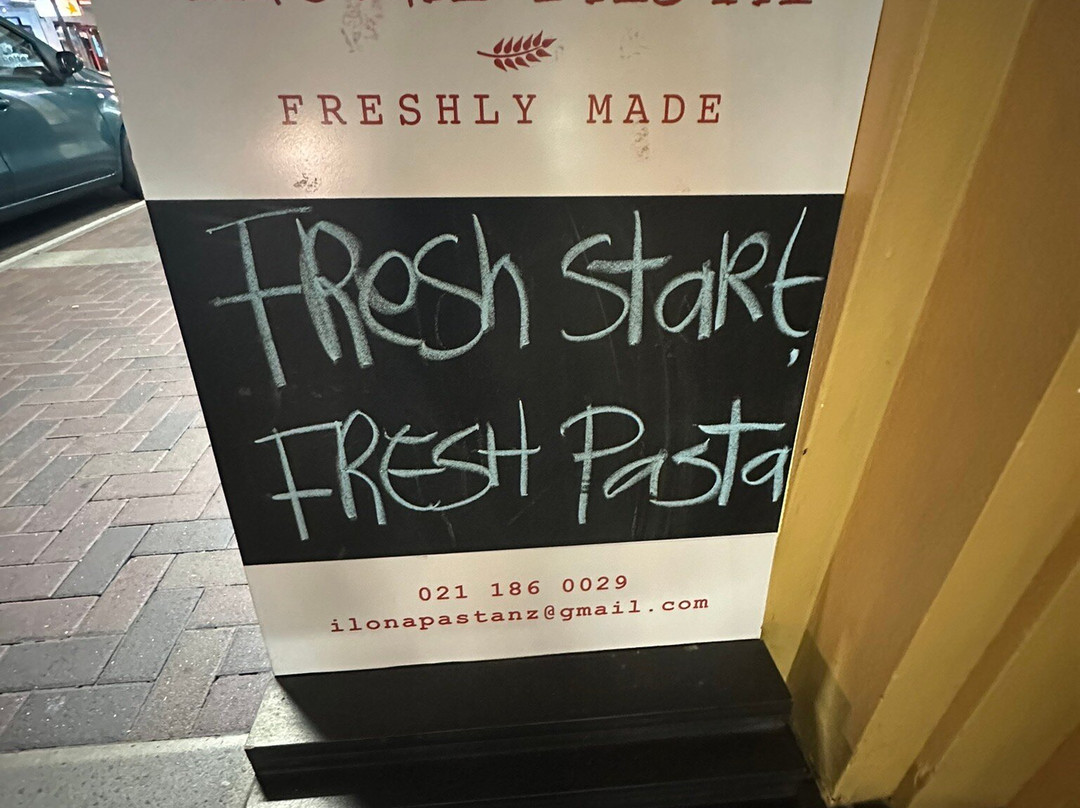 FRESHLY MADE
FResh StaRt,
FRESH Pasta
021 186 0029
ilonapastanz@gmail.com